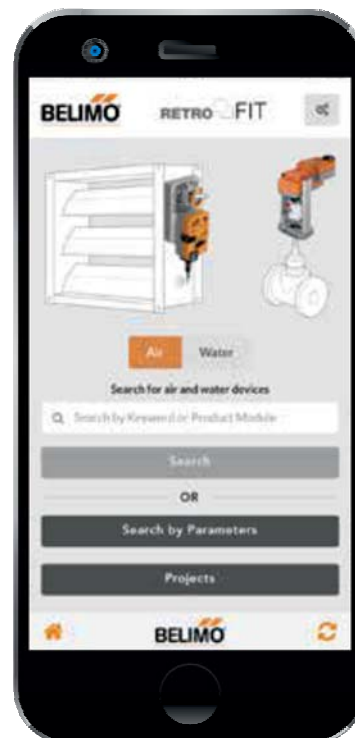 BELIMO RETRO FIT
Air Water
Search for air and water devices
Search by Keyword or Product Module
Search
OR
Search by Parameters
Projects
BELIMO